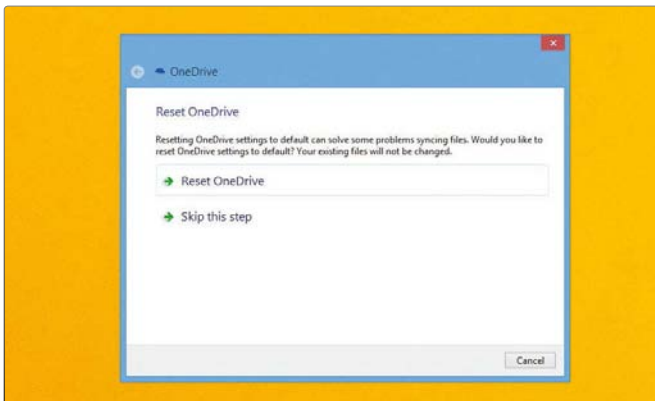 OneDrive
Reset OneDrive
Resetting OneDrive settings to default can solve some problems syncing files. Would you like to
reset OneDrive settings to default? Your existing files will not be changed.
Reset OneDrive
Skip this step
Cancel